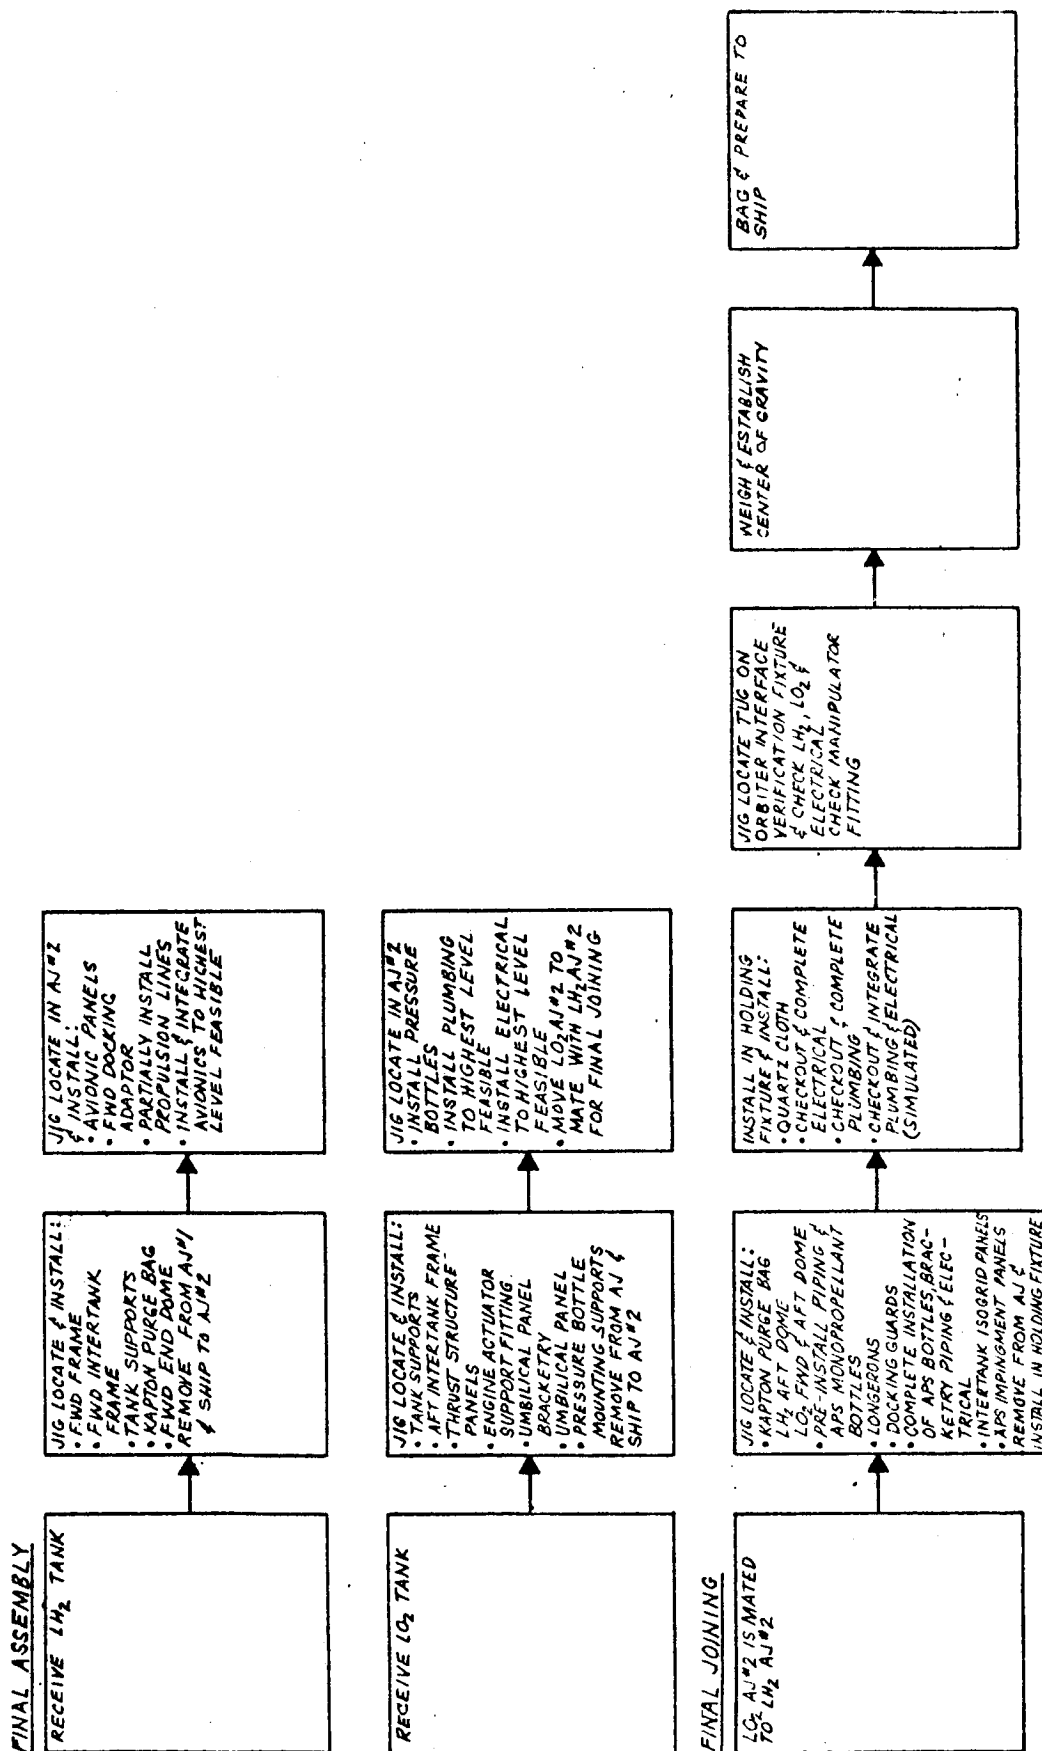 FINAL ASSEMBLY
RECEIVE LH2 TANK
JIG LOCATE & INSTALL:
• FWD FRAME
• FWD INTERTANK
FRAME
• TANK SUPPORTS
• KAPTON PURGE BAG
• FWD END DOME
REMOVE FROM AJ#1
& SHIP TO AJ#2
JIG LOCATE IN AJ#2
& INSTALL:
• AVIONIC PANELS
• FWD DOCKING
ADAPTOR
• PARTIALLY INSTALL
PROPULSION LINES
• INSTALL & INTEGRATE
AVIONICS TO HIGHEST
LEVEL FEASIBLE
RECEIVE LO2 TANK
JIG LOCATE & INSTALL:
• TANK SUPPORTS
• AFT INTERTANK FRAME
• THRUST STRUCTURE
PANELS
• ENGINE ACTUATOR
SUPPORT FITTING
• UMBILICAL PANEL
BRACKETRY
• UMBILICAL PANEL
• PRESSURE BOTTLE
MOUNTING SUPPORTS
REMOVE FROM AJ &
SHIP TO AJ#2
JIG LOCATE IN AJ#2
• INSTALL PRESSURE
BOTTLES
• INSTALL PLUMBING
TO HIGHEST LEVEL
FEASIBLE
• INSTALL ELECTRICAL
TO HIGHEST LEVEL
FEASIBLE
• MOVE LO2 AJ#2 TO
MATE WITH LH2 AJ#2
FOR FINAL JOINING
FINAL JOINING
LO2 AJ#2 IS MATED
TO LH2 AJ#2
JIG LOCATE & INSTALL:
• KAPTON PURGE BAG
LH2 AFT DOME
LO2 FWD & AFT DOME
• PRE-INSTALL PIPING &
APS MONOPROPELLANT
BOTTLES
• LONGERONS
• DOCKING GUARDS
• COMPLETE INSTALLATION
OF APS BOTTLES, BRAC-
KETRY PIPING & ELEC-
TRICAL
• INTERTANK ISOGRID PANELS
• APS IMPINGMENT PANELS
REMOVE FROM AJ &
INSTALL IN HOLDING FIXTURE
INSTALL IN HOLDING
FIXTURE & INSTALL:
• QUARTZ CLOTH
• CHECKOUT & COMPLETE
ELECTRICAL
• CHECKOUT & COMPLETE
PLUMBING
• CHECKOUT & INTEGRATE
PLUMBING & ELECTRICAL
(SIMULATED)
JIG LOCATE TUG ON
ORBITER INTERFACE
VERIFICATION FIXTURE
& CHECK LH2, LO2 &
ELECTRICAL
CHECK MANIPULATOR
FITTING
WEIGH & ESTABLISH
CENTER OF GRAVITY
BAG & PREPARE TO
SHIP